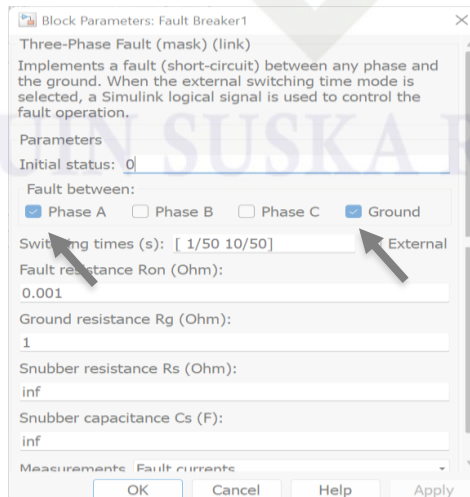 Block Parameters: Fault Breaker1
Three-Phase Fault (mask) (link)
Implements a fault (short-circuit) between any phase and
the ground. When the external switching time mode is
selected, a Simulink logical signal is used to control the
fault operation.
UIN SUSKA R
Parameters
Initial status: 0
Fault between:
Phase A Phase B Phase C Ground
Switching times (s): [ 1/50 10/50] External
Fault resistance Ron (Ohm):
0.001
Ground resistance Rg (Ohm):
1
Snubber resistance Rs (Ohm):
inf
Snubber capacitance Cs (F):
inf
Measurements Fault currents
OK Cancel Help Apply